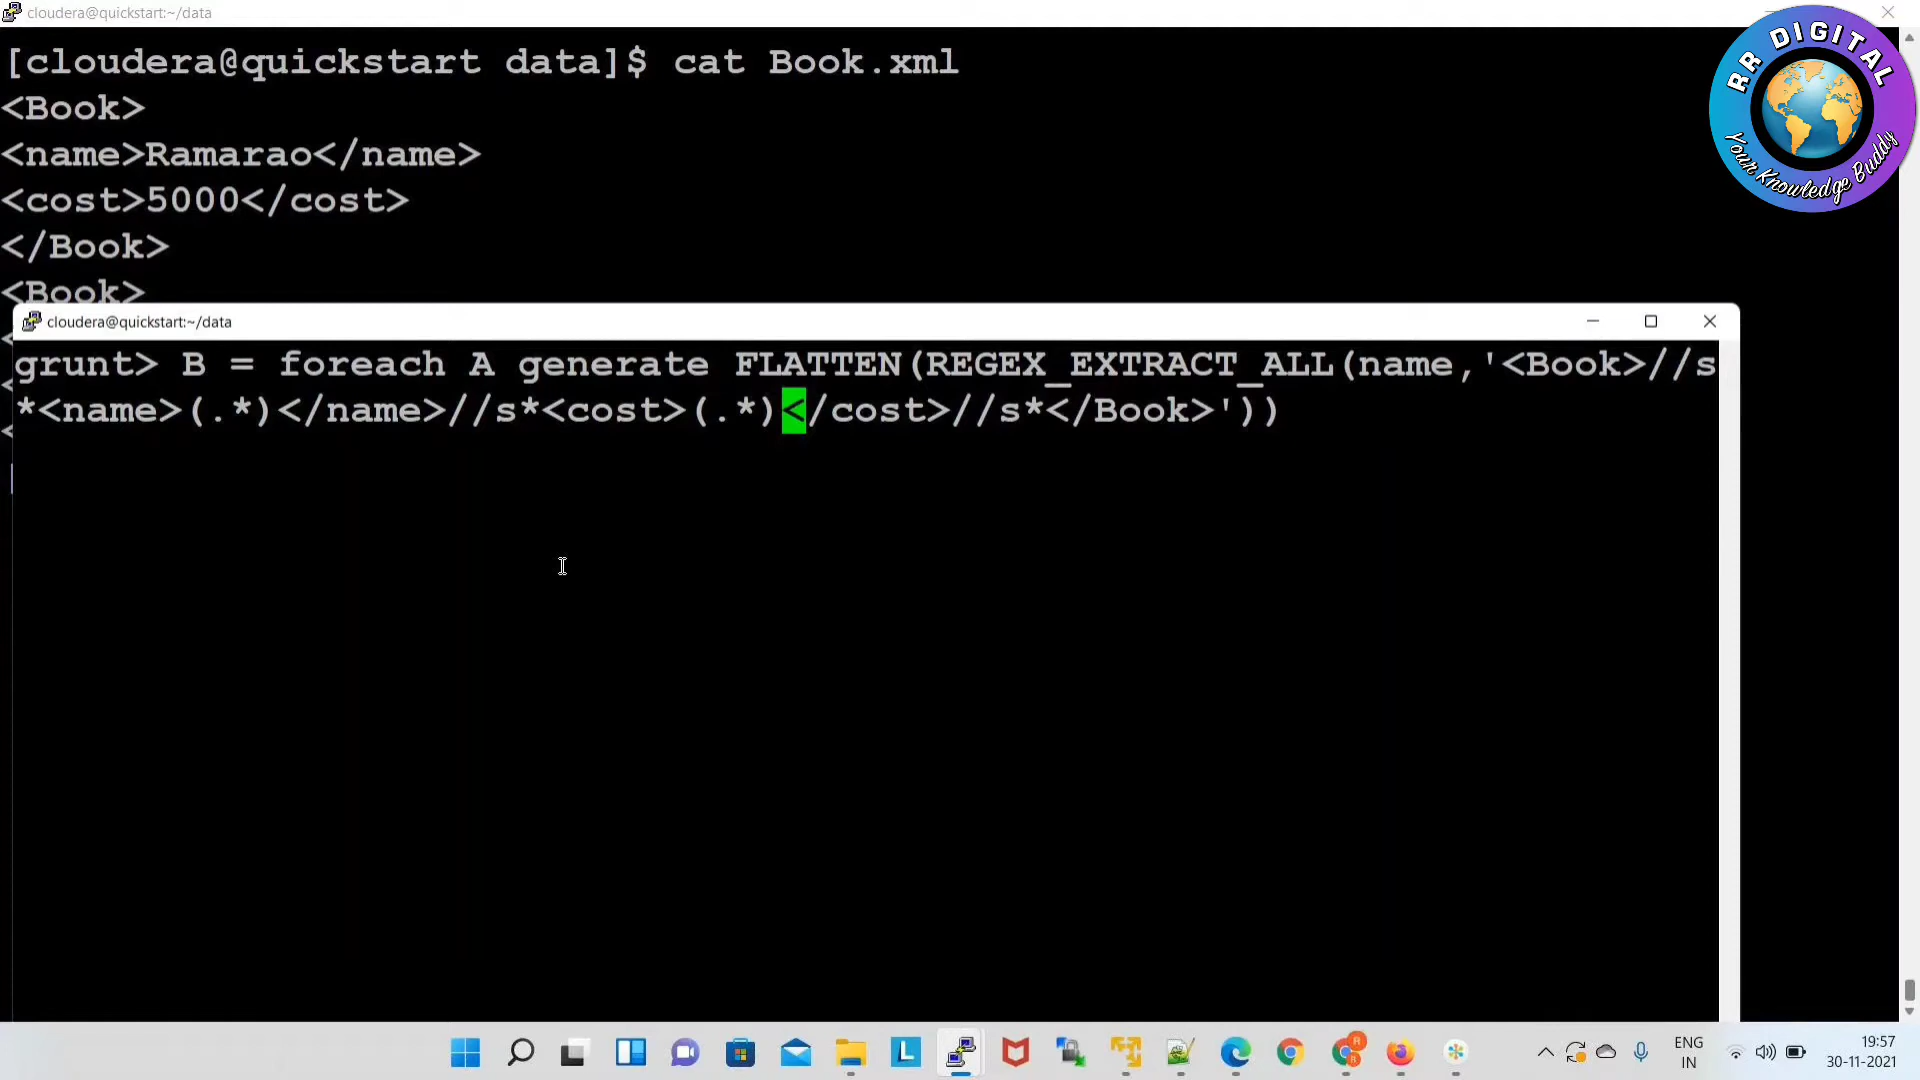 cloudera@quickstart:~/data
[cloudera@quickstart data]$ cat Book.xml
<Book>
<name>Ramarao</name>
<cost>5000</cost>
</Book>
<Book>
RR DIGITAL
Your Knowledge Buddy
cloudera@quickstart:~/data
grunt> B = foreach A generate FLATTEN(REGEX_EXTRACT_ALL(name,'<Book>//s
*<name>(.*)</name>//s*<cost>(.*)</cost>//s*</Book>'))
ENG
IN
19:57
30-11-2021